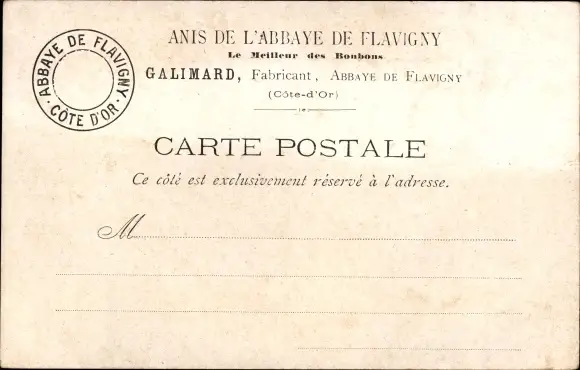 ABBAYE DE FLAVIGNY
· CÔTE D'OR ·
ANIS DE L'ABBAYE DE FLAVIGNY
Le Meilleur des Bonbons
GALIMARD, Fabricant, ABBAYE DE FLAVIGNY
(Côte-d'Or)
CARTE POSTALE
Ce côté est exclusivement réservé à l'adresse.
M